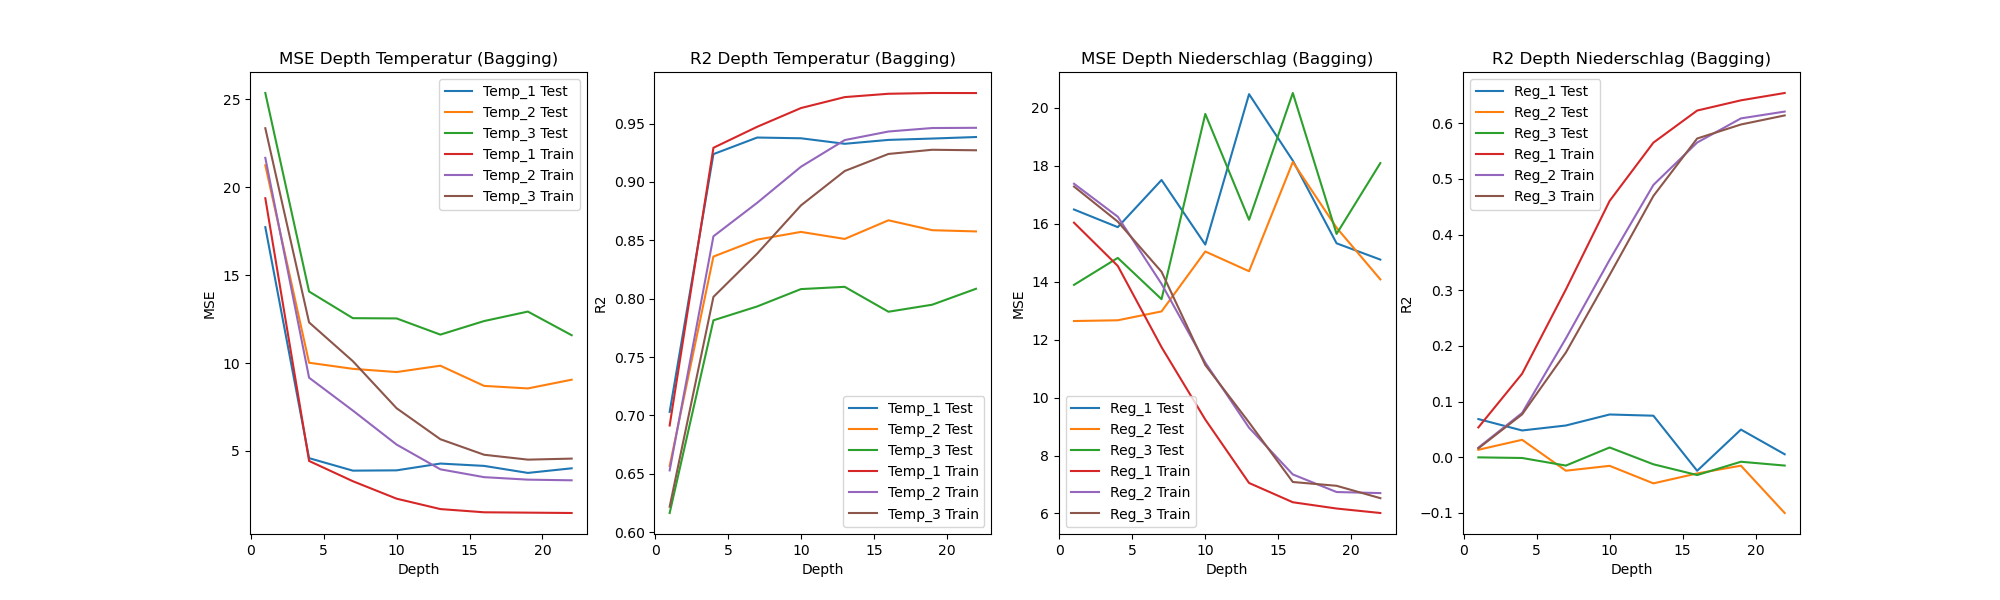 MSE Depth Temperatur (Bagging)
MSE
25
20
15
10
5
0
5
10
15
20
Depth
Temp_1 Test
Temp_2 Test
Temp_3 Test
Temp_1 Train
Temp_2 Train
Temp_3 Train
R2 Depth Temperatur (Bagging)
R2
0.95
0.90
0.85
0.80
0.75
0.70
0.65
0.60
0
5
10
15
20
Depth
Temp_1 Test
Temp_2 Test
Temp_3 Test
Temp_1 Train
Temp_2 Train
Temp_3 Train
MSE Depth Niederschlag (Bagging)
MSE
20
18
16
14
12
10
8
6
0
5
10
15
20
Depth
Reg_1 Test
Reg_2 Test
Reg_3 Test
Reg_1 Train
Reg_2 Train
Reg_3 Train
R2 Depth Niederschlag (Bagging)
R2
0.6
0.5
0.4
0.3
0.2
0.1
0.0
−0.1
0
5
10
15
20
Depth
Reg_1 Test
Reg_2 Test
Reg_3 Test
Reg_1 Train
Reg_2 Train
Reg_3 Train